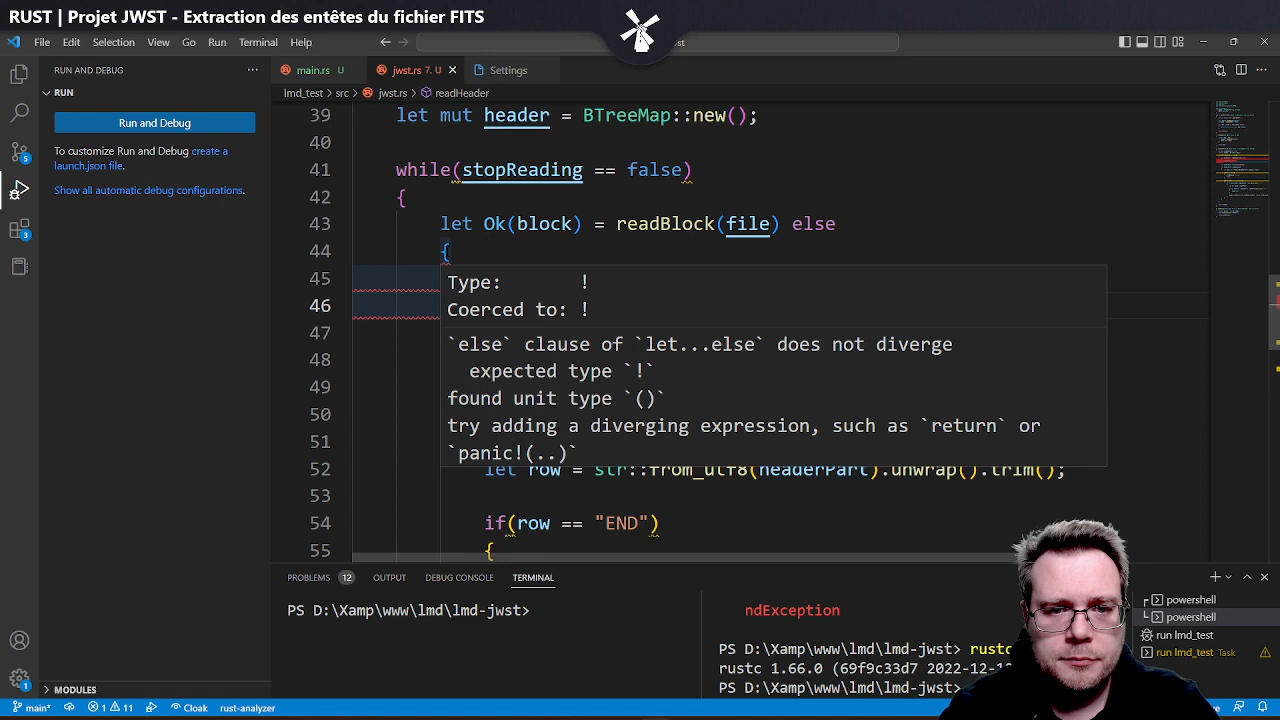 RUST | Projet JWST - Extraction des entêtes du fichier FITS
File Edit Selection View Go Run Terminal Help
RUN AND DEBUG
main.rs U
jwst.rs 7, U
Settings
RUN
lmd_test > src > jwst.rs > readHeader
Run and Debug
To customize Run and Debug create a
launch.json file.
Show all automatic debug configurations.
39 let mut header = BTreeMap::new();
40
41 while(stopReading == false)
42 {
43 let Ok(block) = readBlock(file) else
44 {
45
46
47
48
49
50
51
Type: !
Coerced to: !
`else` clause of `let...else` does not diverge
expected type `!`
found unit type `()`
try adding a diverging expression, such as `return` or
`panic!(..)`
52 let row = str::from_utf8(headerPart).unwrap().trim();
53
54 if(row == "END")
55 {
PROBLEMS 12 OUTPUT DEBUG CONSOLE TERMINAL
PS D:\Xamp\www\lmd\lmd-jwst>
ndException
PS D:\Xamp\www\lmd\lmd-jwst> rustc
rustc 1.66.0 (69f9c33d7 2022-12-1
PS D:\Xamp\www\lmd\lmd-jwst>
powershell
powershell
run lmd_test
run lmd_test Task
5
3
1
MODULES
main* 1 11 Cloak rust-analyzer